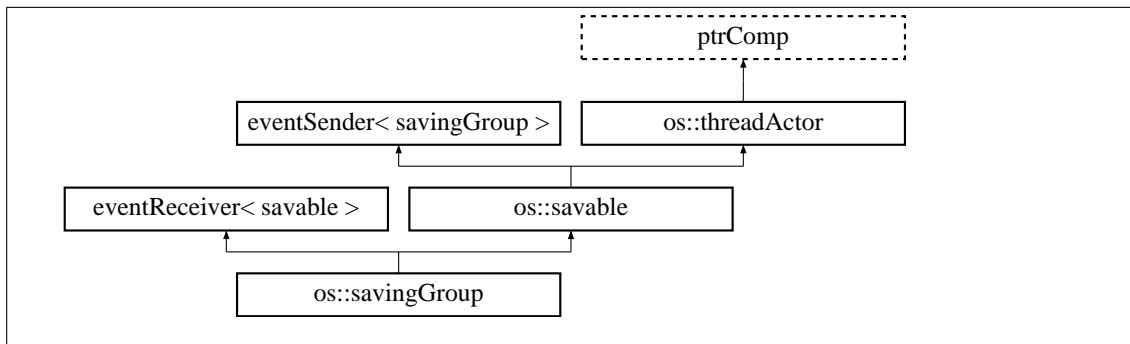 ptrComp
eventSender< savingGroup >
os::threadActor
eventReceiver< savable >
os::savable
os::savingGroup